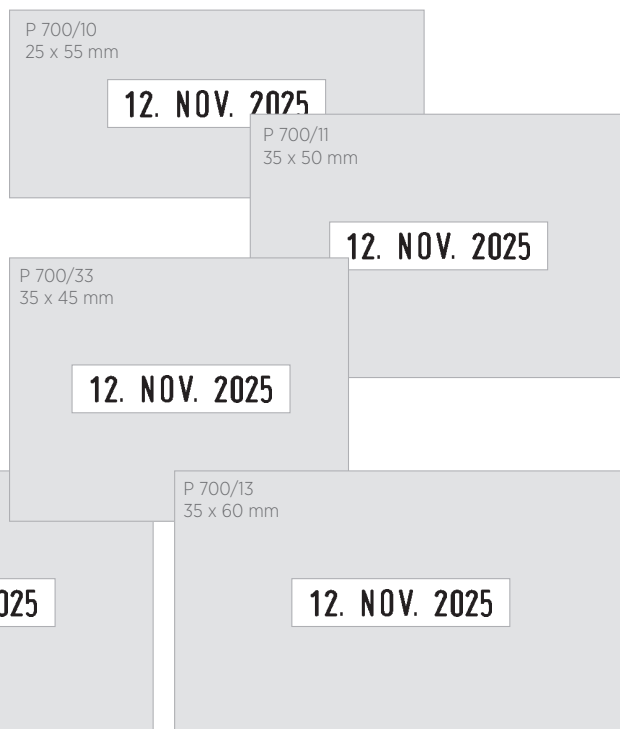 P 700/10
25 x 55 mm
12. NOV. 2025
P 700/11
35 x 50 mm
12. NOV. 2025
P 700/33
35 x 45 mm
12. NOV. 2025
P 700/13
35 x 60 mm
025
12. NOV. 2025